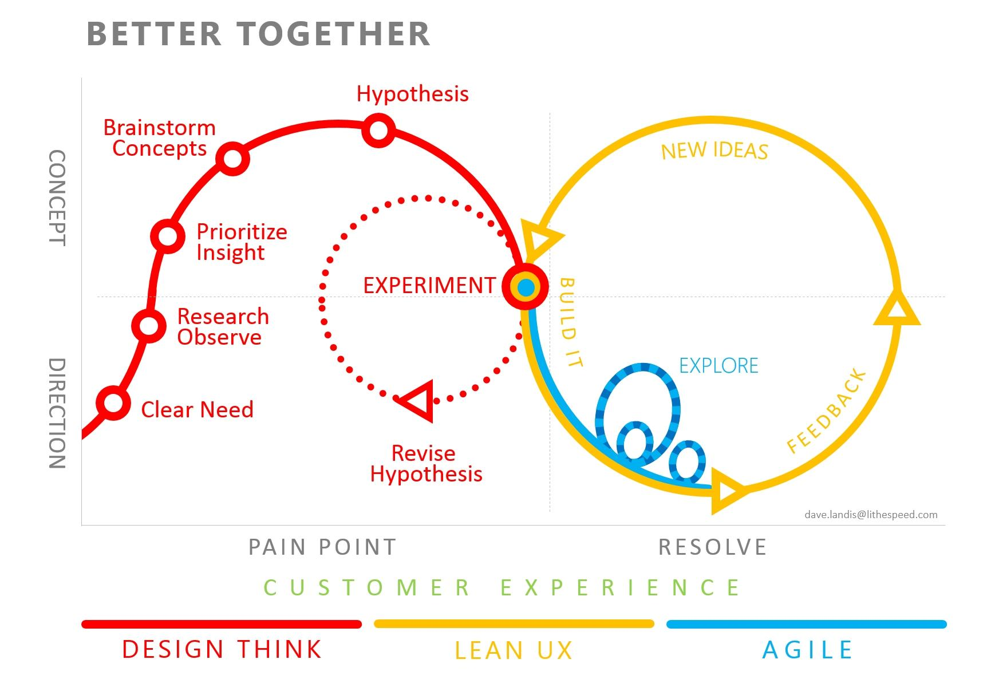 BETTER TOGETHER
Hypothesis
Brainstorm
Concepts
NEW IDEAS
CONCEPT
Prioritize
Insight
EXPERIMENT
BUILD IT
Research
Observe
EXPLORE
DIRECTION
Clear Need
FEEDBACK
Revise
Hypothesis
dave.landis@lithespeed.com
PAIN POINT
RESOLVE
CUSTOMER EXPERIENCE
DESIGN THINK
LEAN UX
AGILE